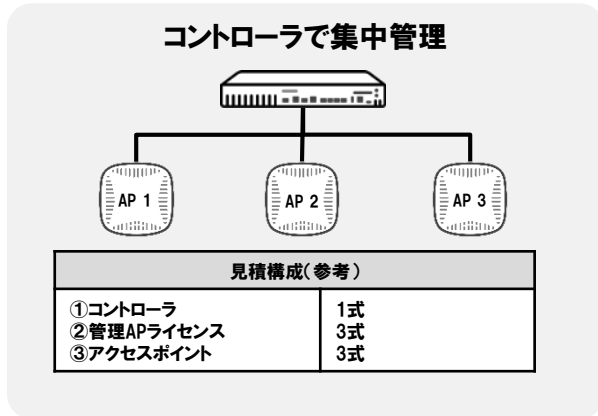 コントローラで集中管理
AP 1
AP 2
AP 3
見積構成(参考)
①コントローラ 1式
②管理APライセンス 3式
③アクセスポイント 3式